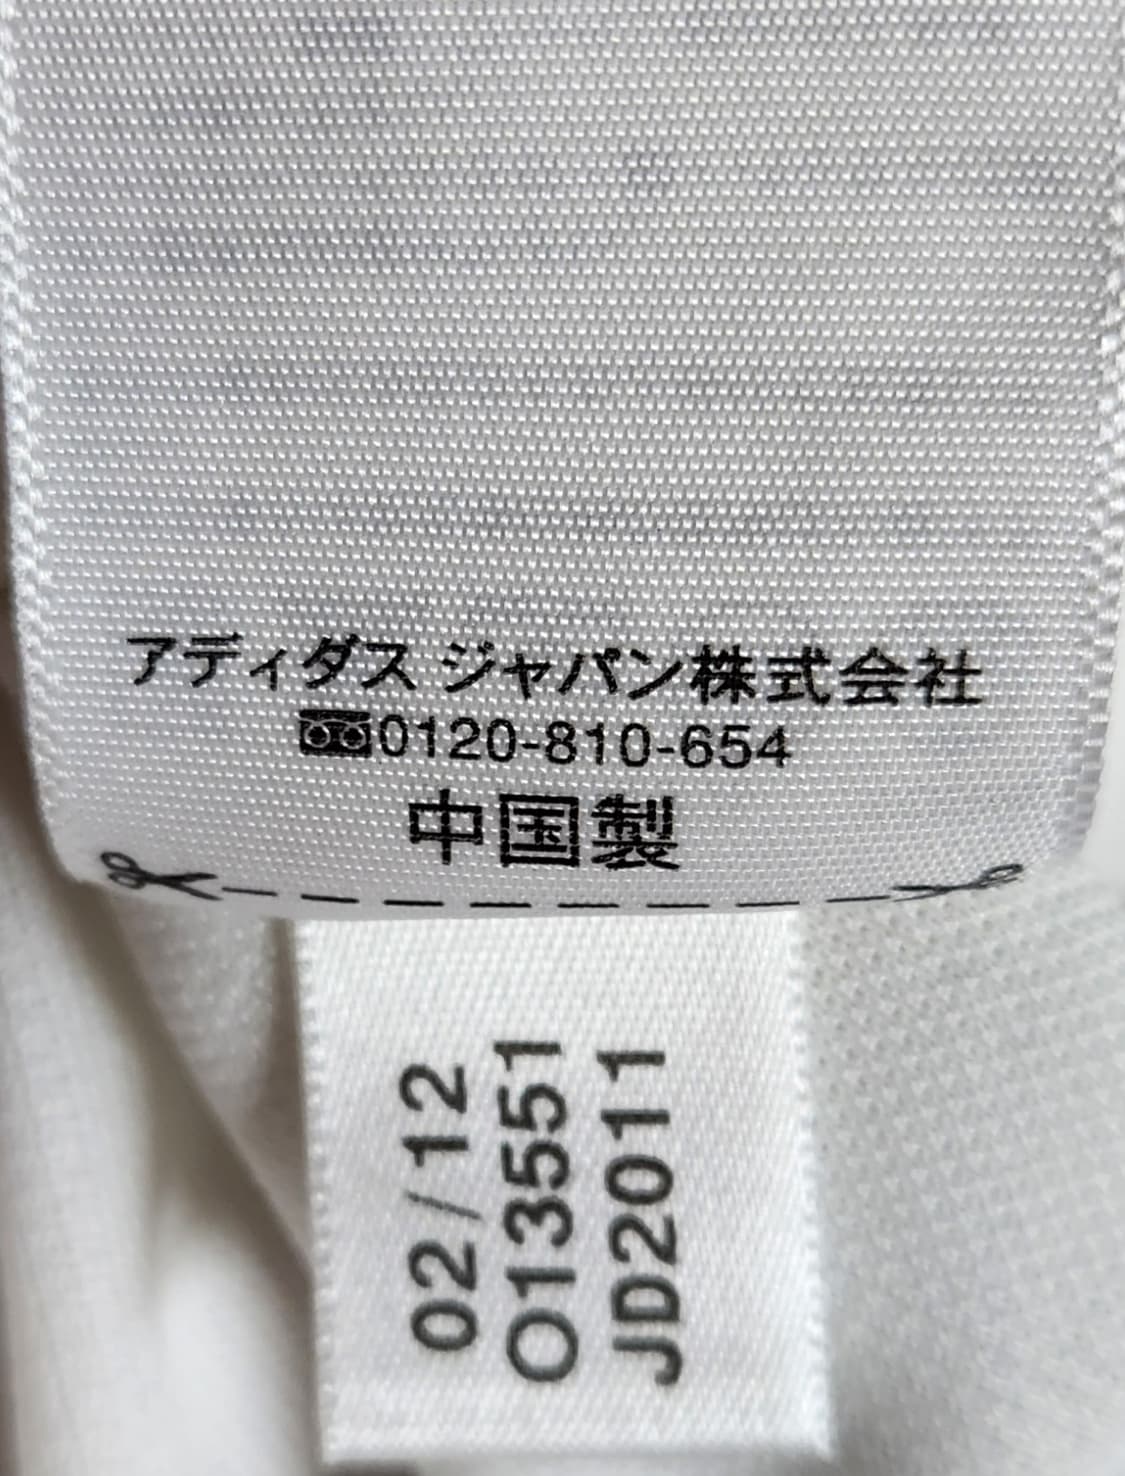 アディダス ジャパン株式会社
0120-810-654
中国製
02/12
O13551
JD2011